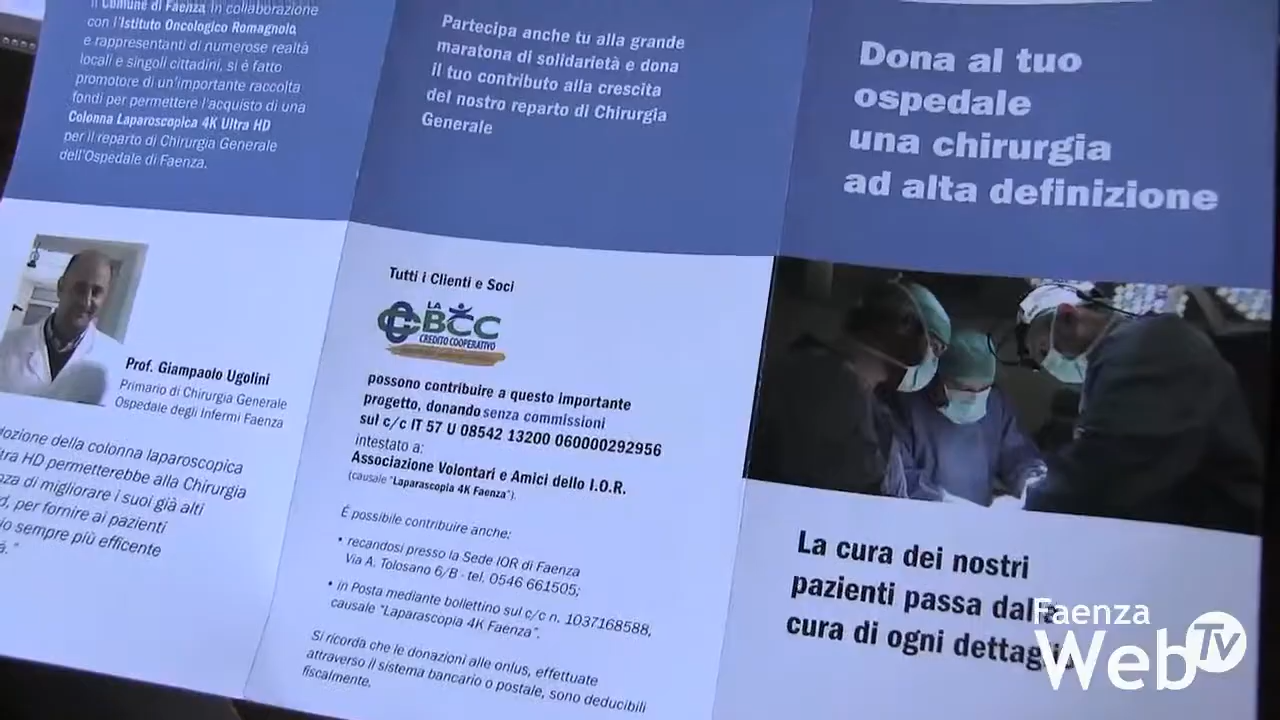 il Comune di Faenza in collaborazione
con l'Istituto Oncologico Romagnolo,
e rappresentanti di numerose realtà
locali e singoli cittadini, si é fatto
promotore di un'importante raccolta
fondi per permettere l'acquisto di una
Colonna Laparoscopica 4K Ultra HD
per il reparto di Chirurgia Generale
dell'Ospedale di Faenza.
Prof. Giampaolo Ugolini
Primario di Chirurgia Generale
Ospedale degli Infermi Faenza
dozione della colonna laparoscopica
tra HD permetterebbe alla Chirurgia
nza di migliorare i suoi già alti
d, per fornire ai pazienti
io sempre più efficente
à."
Partecipa anche tu alla grande
maratona di solidarietà e dona
il tuo contributo alla crescita
del nostro reparto di Chirurgia
Generale
Tutti i Clienti e Soci
LA
BCC
CREDITO COOPERATIVO
possono contribuire a questo importante
progetto, donando senza commissioni
sul c/c IT 57 U 08542 13200 060000292956
intestato a:
Associazione Volontari e Amici dello I.O.R.
(causale "Laparascopia 4K Faenza").
É possibile contribuire anche:
• recandosi presso la Sede IOR di Faenza
Via A. Tolosano 6/B - tel. 0546 661505;
• in Posta mediante bollettino sul c/c n. 1037168588,
causale "Laparascopia 4K Faenza".
Si ricorda che le donazioni alle onlus, effettuate
attraverso il sistema bancario o postale, sono deducibili
fiscalmente.
Dona al tuo
ospedale
una chirurgia
ad alta definizione
La cura dei nostri
pazienti passa dalla
cura di ogni dettaglio
Faenza
Web TV